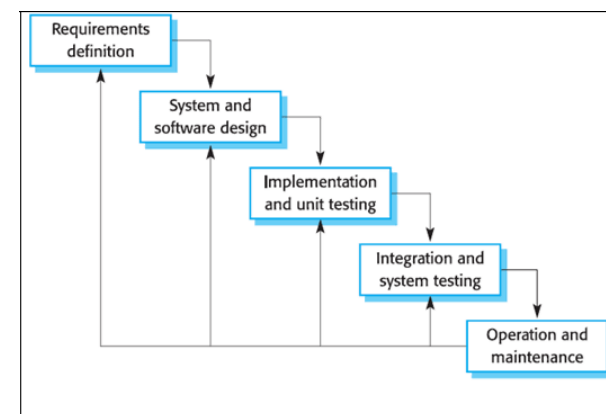 Requirements
definition
System and
software design
Implementation
and unit testing
Integration and
system testing
Operation and
maintenance